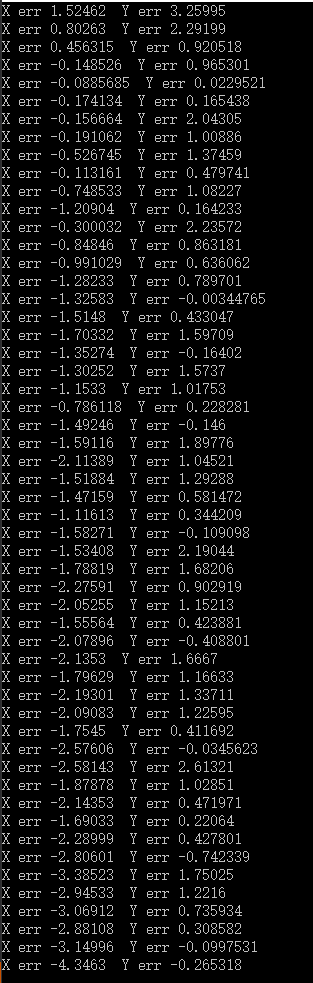 X err 1.52462  Y err 3.25995
X err 0.80263  Y err 2.29199
X err 0.456315  Y err 0.920518
X err -0.148526  Y err 0.965301
X err -0.0885685  Y err 0.0229521
X err -0.174134  Y err 0.165438
X err -0.156664  Y err 2.04305
X err -0.191062  Y err 1.00886
X err -0.526745  Y err 1.37459
X err -0.113161  Y err 0.479741
X err -0.748533  Y err 1.08227
X err -1.20904  Y err 0.164233
X err -0.300032  Y err 2.23572
X err -0.84846  Y err 0.863181
X err -0.991029  Y err 0.636062
X err -1.28233  Y err 0.789701
X err -1.32583  Y err -0.00344765
X err -1.5148  Y err 0.433047
X err -1.70332  Y err 1.59709
X err -1.35274  Y err -0.16402
X err -1.30252  Y err 1.5737
X err -1.1533  Y err 1.01753
X err -0.786118  Y err 0.228281
X err -1.49246  Y err -0.146
X err -1.59116  Y err 1.89776
X err -2.11389  Y err 1.04521
X err -1.51884  Y err 1.29288
X err -1.47159  Y err 0.581472
X err -1.11613  Y err 0.344209
X err -1.58271  Y err -0.109098
X err -1.53408  Y err 2.19044
X err -1.78819  Y err 1.68206
X err -2.27591  Y err 0.902919
X err -2.05255  Y err 1.15213
X err -1.55564  Y err 0.423881
X err -2.07896  Y err -0.408801
X err -2.1353  Y err 1.6667
X err -1.79629  Y err 1.16633
X err -2.19301  Y err 1.33711
X err -2.09083  Y err 1.22595
X err -1.7545  Y err 0.411692
X err -2.57606  Y err -0.0345623
X err -2.58143  Y err 2.61321
X err -1.87878  Y err 1.02851
X err -2.14353  Y err 0.471971
X err -1.69033  Y err 0.22064
X err -2.28999  Y err 0.427801
X err -2.80601  Y err -0.742339
X err -3.38523  Y err 1.75025
X err -2.94533  Y err 1.2216
X err -3.06912  Y err 0.735934
X err -2.88108  Y err 0.308582
X err -3.14996  Y err -0.0997531
X err -4.3463  Y err -0.265318